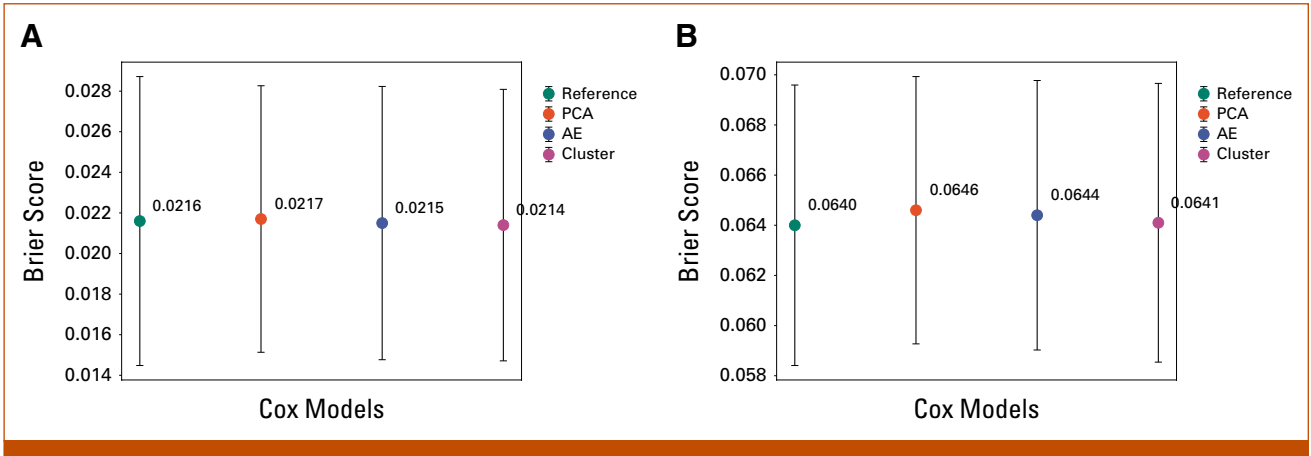 A
Brier Score
0.028
0.026
0.024
0.022
0.020
0.018
0.016
0.014
0.0216
0.0217
0.0215
0.0214
Cox Models
Reference
PCA
AE
Cluster
B
Brier Score
0.070
0.068
0.066
0.064
0.062
0.060
0.058
0.0640
0.0646
0.0644
0.0641
Cox Models
Reference
PCA
AE
Cluster